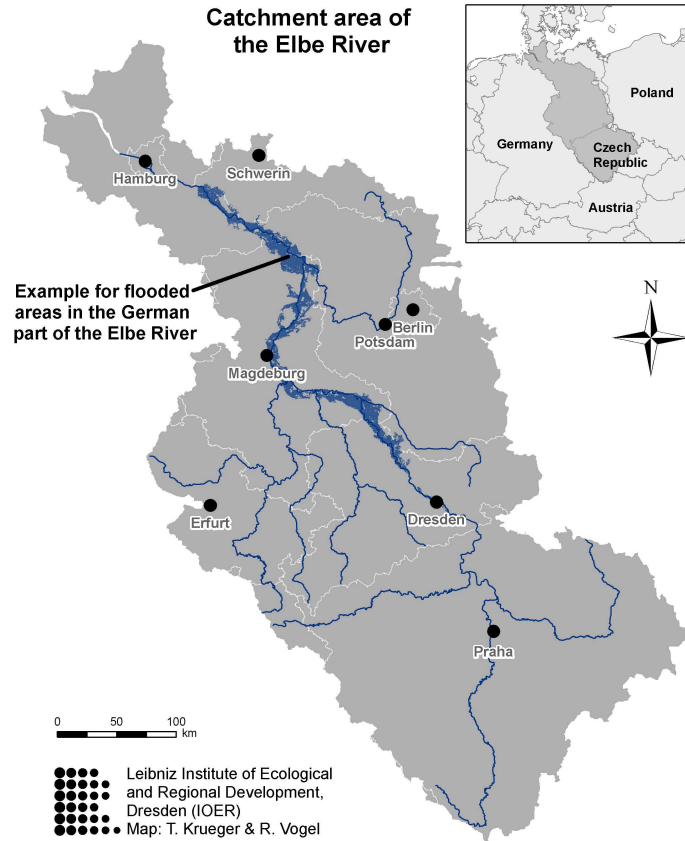 Catchment area of
the Elbe River
Poland
Germany
Czech
Republic
Austria
Schwerin
Hamburg
N
Example for flooded
areas in the German
part of the Elbe River
Berlin
Potsdam
Magdeburg
Erfurt
Dresden
Praha
0 50 100
km
Leibniz Institute of Ecological
and Regional Development,
Dresden (IOER)
Map: T. Krueger & R. Vogel